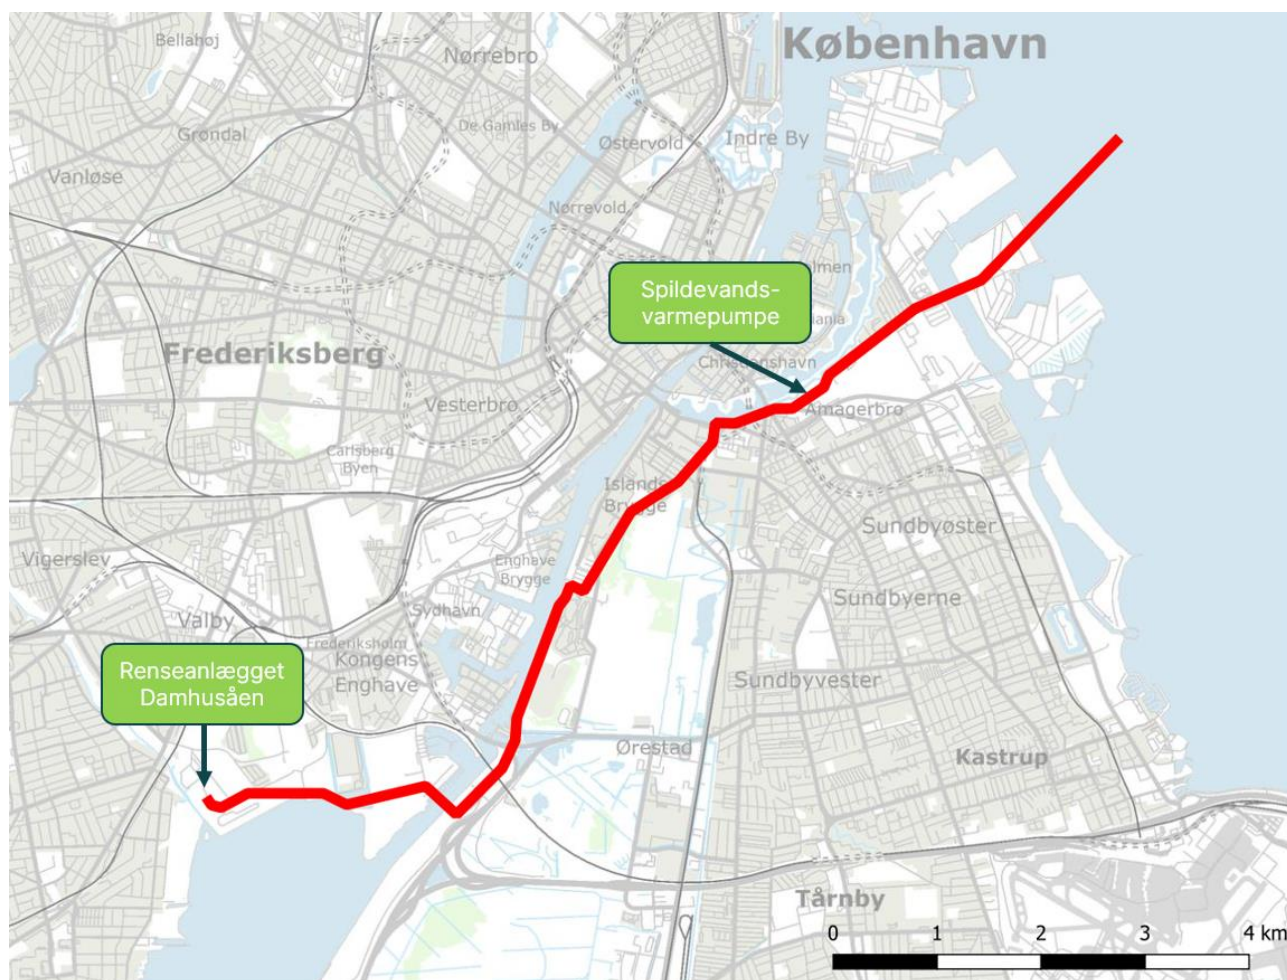 København
Bellahøj
Nørrebro
De Gamles By
Grøndal
Østervold
Indre By
Vanløse
Nørrevold
Spildevands-
varmepumpe
Frederiksberg
Christianshavn
Vesterbro
Amagerbro
Carlsberg
Byen
Islands
Brygge
Sundbyøster
Vigerslev
Enghave
Brygge
Sundbyerne
Sydhavn
Valby
Frederiksholm
Kongens
Enghave
Renseanlægget
Damhusåen
Sundbyvester
Ørestad
Kastrup
Tårnby
0 1 2 3 4 km